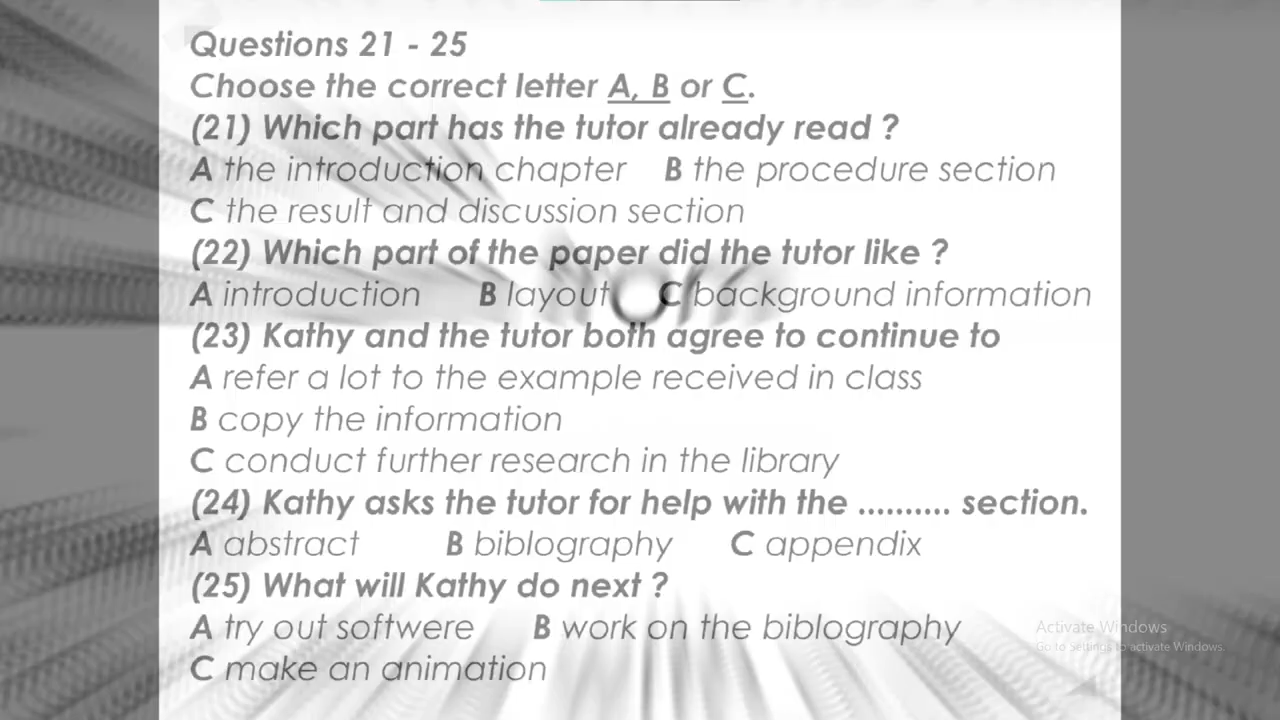 Questions 21 - 25
Choose the correct letter A, B or C.
(21) Which part has the tutor already read ?
A the introduction chapter B the procedure section
C the result and discussion section
(22) Which part of the paper did the tutor like ?
A introduction B layout C background information
(23) Kathy and the tutor both agree to continue to
A refer a lot to the example received in class
B copy the information
C conduct further research in the library
(24) Kathy asks the tutor for help with the .......... section.
A abstract B biblography C appendix
(25) What will Kathy do next ?
A try out softwere B work on the biblography
C make an animation
Activate Windows
Go to Settings to activate Windows.